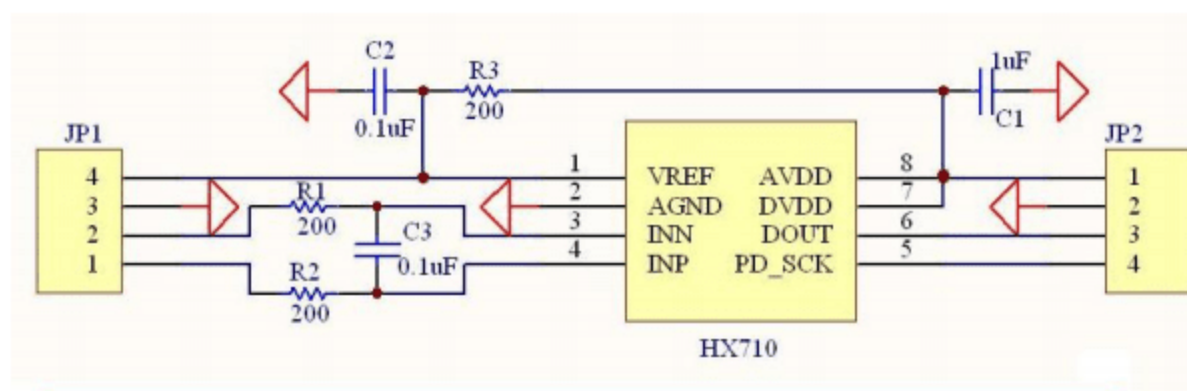 C2
R3
1uF
0.1uF
200
C1
JP1
JP2
4
3
2
1
R1
200
C3
0.1uF
R2
200
1
2
3
4
VREF AVDD
AGND DVDD
INN DOUT
INP PD_SCK
8
7
6
5
HX710
1
2
3
4